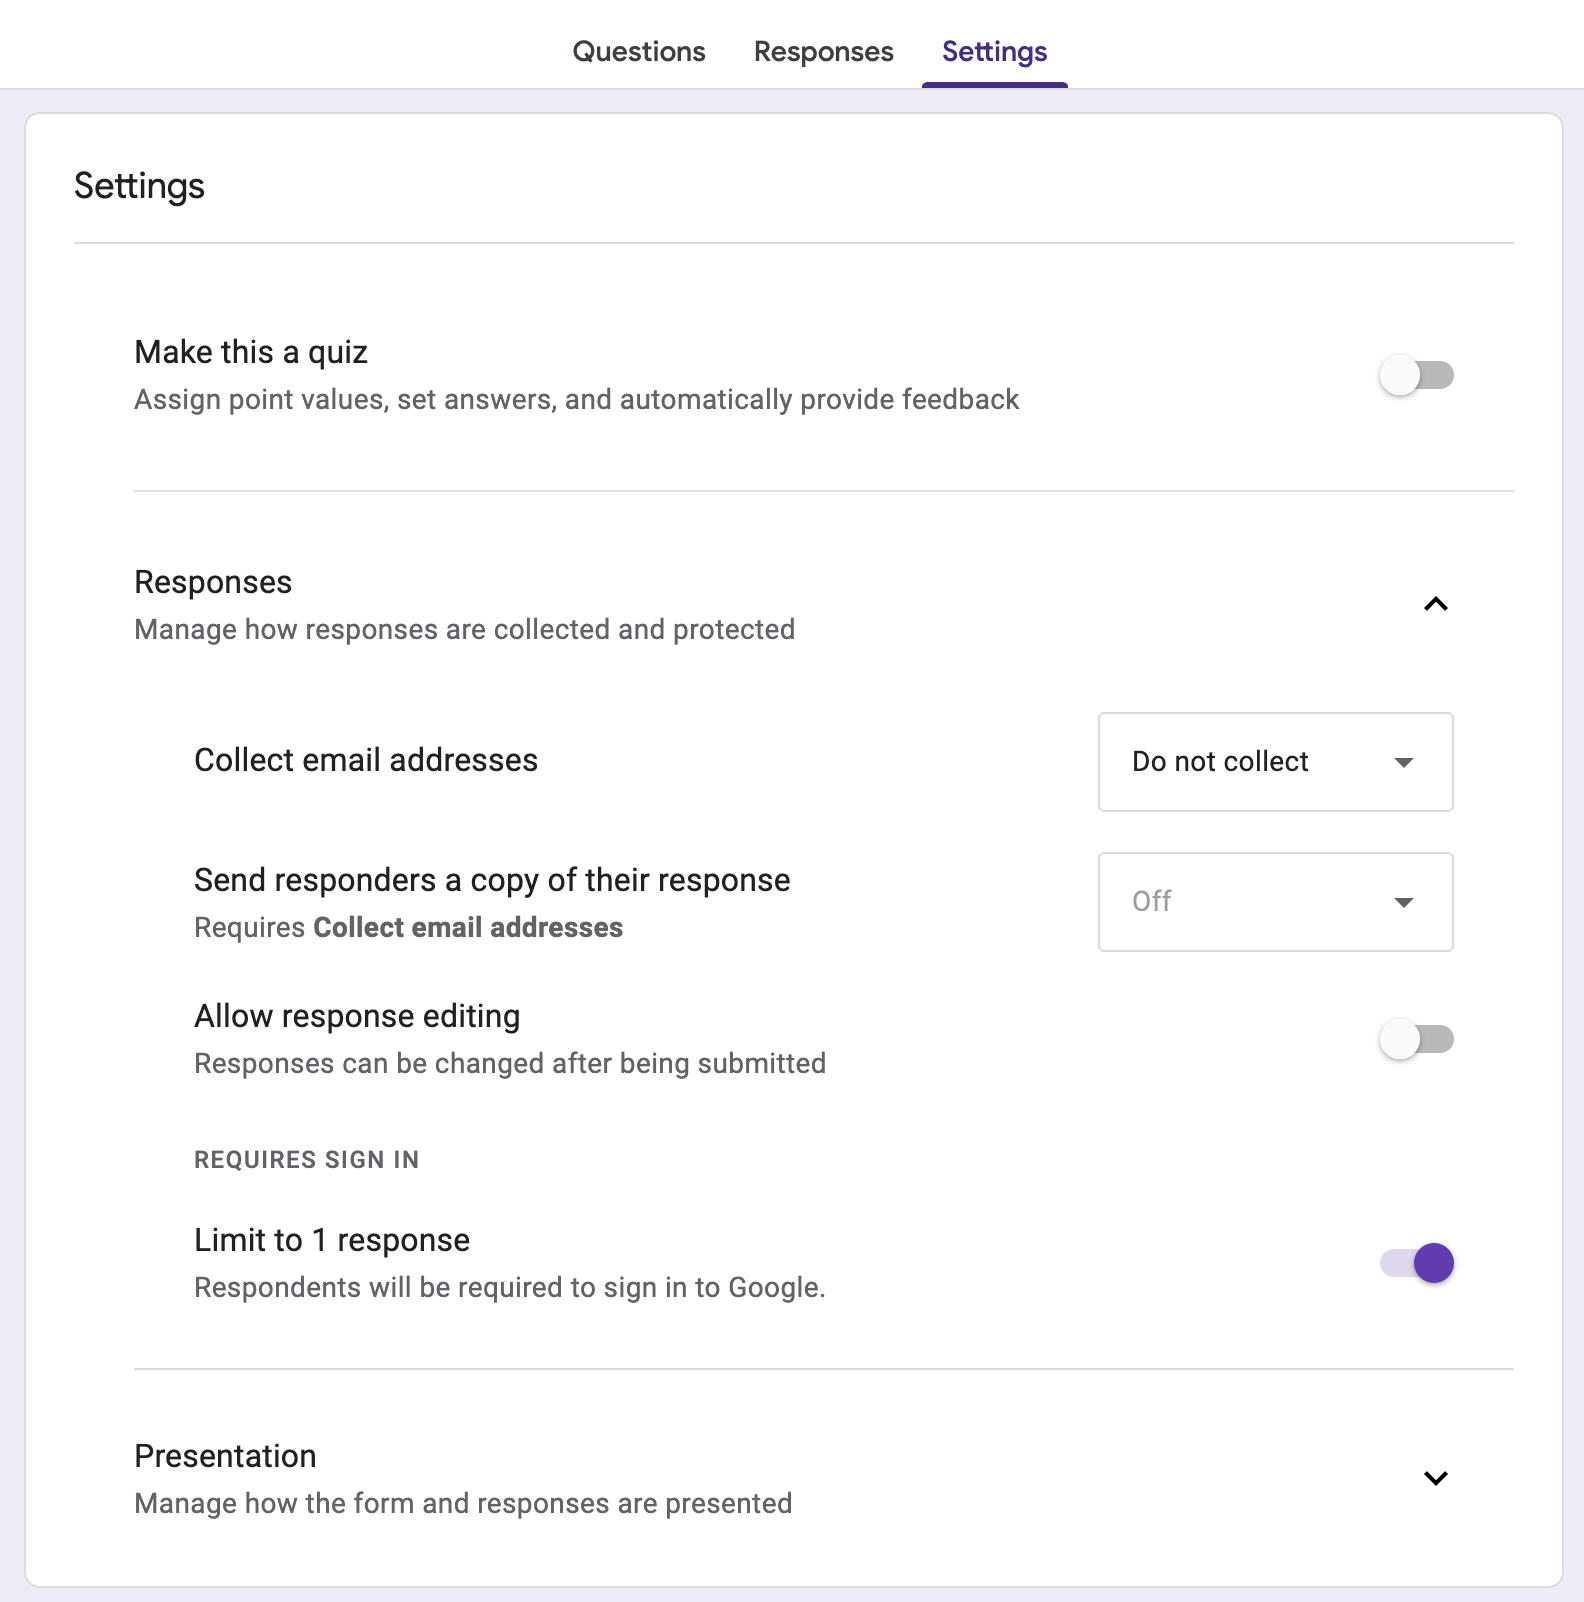 Questions Responses Settings
Settings
Make this a quiz
Assign point values, set answers, and automatically provide feedback
Responses
Manage how responses are collected and protected
Collect email addresses
Do not collect
Send responders a copy of their response
Requires Collect email addresses
Off
Allow response editing
Responses can be changed after being submitted
REQUIRES SIGN IN
Limit to 1 response
Respondents will be required to sign in to Google.
Presentation
Manage how the form and responses are presented